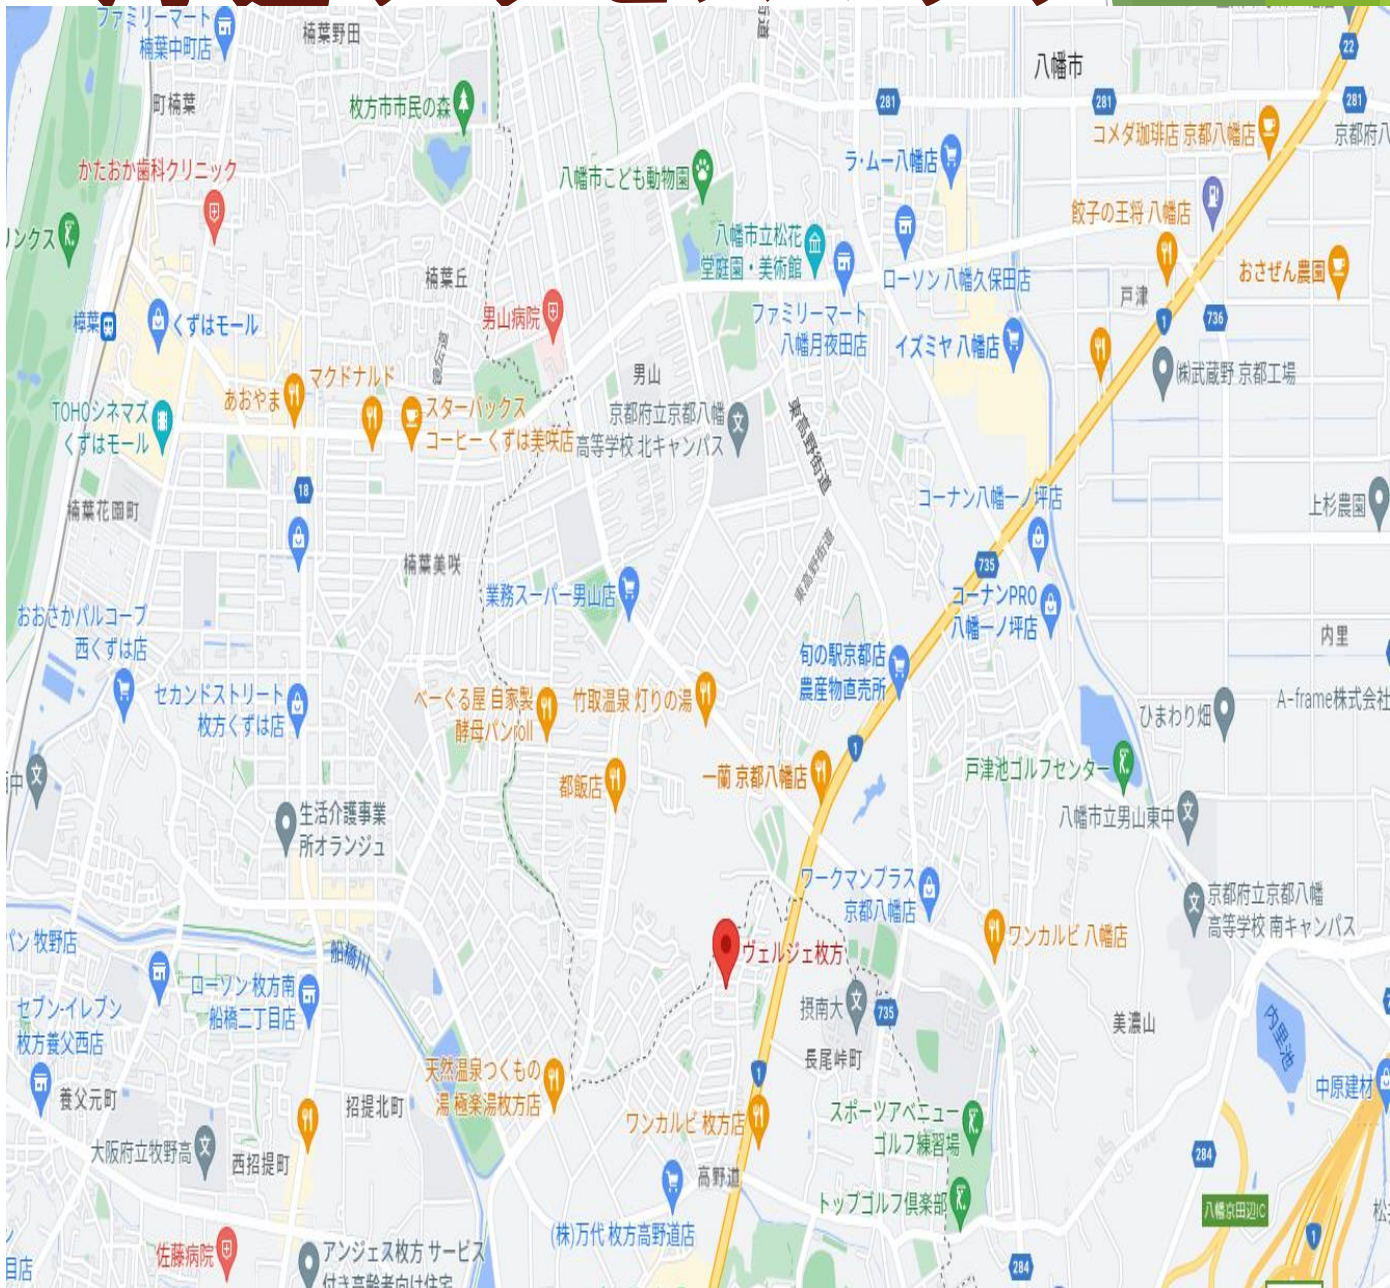 ファミリーマート
楠葉中町店
楠葉野田
町楠葉
枚方市市民の森
八幡市
22
281
281
281
コメダ珈琲店 京都八幡店
京都府八
かたおか歯科クリニック
八幡市こども動物園
ラ・ムー八幡店
餃子の王将 八幡店
リンクス
八幡市立松花
堂庭園・美術館
ローソン 八幡久保田店
おさぜん農園
楠葉丘
戸津
樟葉
くずはモール
男山病院
ファミリーマート
八幡月夜田店
イズミヤ 八幡店
1
736
㈱武蔵野 京都工場
男山
マクドナルド
あおやま
スターバックス
コーヒー くずは美咲店
TOHOシネマズ
くずはモール
京都府立京都八幡
高等学校 北キャンパス
東高野街道
18
楠葉花園町
コーナン八幡一ノ坪店
上杉農園
楠葉美咲
東高野街道
735
業務スーパー男山店
コーナンPRO
八幡一ノ坪店
おおさかパルコープ
西くずは店
内里
旬の駅京都店
農産物直売所
セカンドストリート
枚方くずは店
べーぐる屋 自家製
酵母パンroll
竹取温泉 灯りの湯
ひまわり畑
A-frame株式会社
1
都飯店
一蘭 京都八幡店
戸津池ゴルフセンター
中
生活介護事業
所オランジュ
八幡市立男山東中
ワークマンプラス
京都八幡店
京都府立京都八幡
高等学校 南キャンパス
パン 牧野店
船橋川
ヴェルジェ枚方
ワンカルビ 八幡店
セブン-イレブン
枚方養父西店
ローソン 枚方南
船橋二丁目店
摂南大
735
美濃山
内里池
長尾峠町
天然温泉つくもの
湯 極楽湯枚方店
1
養父元町
招提北町
中原建材
ワンカルビ 枚方店
スポーツアベニュー
ゴルフ練習場
大阪府立牧野高
西招提町
高野道
284
トップゴルフ倶楽部
八幡京田辺IC
松
(株)万代 枚方高野道店
1
佐藤病院
アンジェス枚方 サービス
付き高齢者向け住宅
目店
284